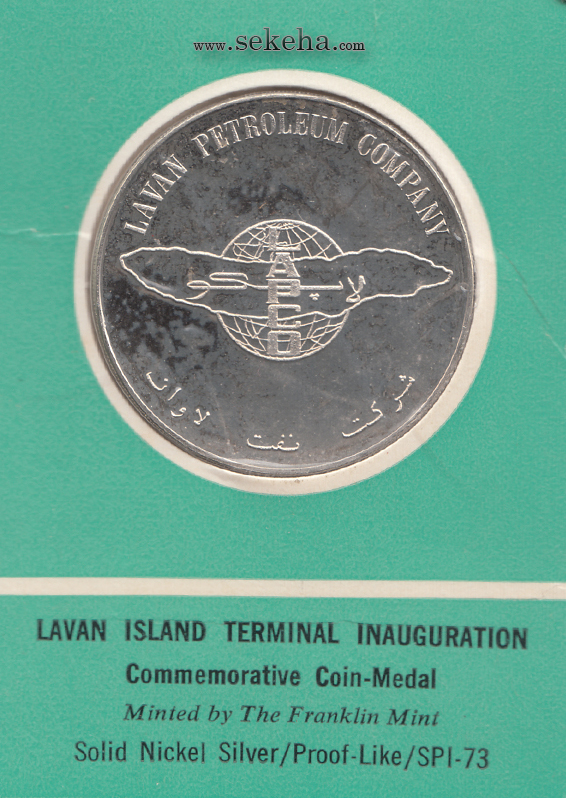 www.sekeha.com
LAVAN PETROLEUM COMPANY
LAPCO
لاپکو
شرکت نفت لاوان
LAVAN ISLAND TERMINAL INAUGURATION
Commemorative Coin-Medal
Minted by The Franklin Mint
Solid Nickel Silver/Proof-Like/SPI-73